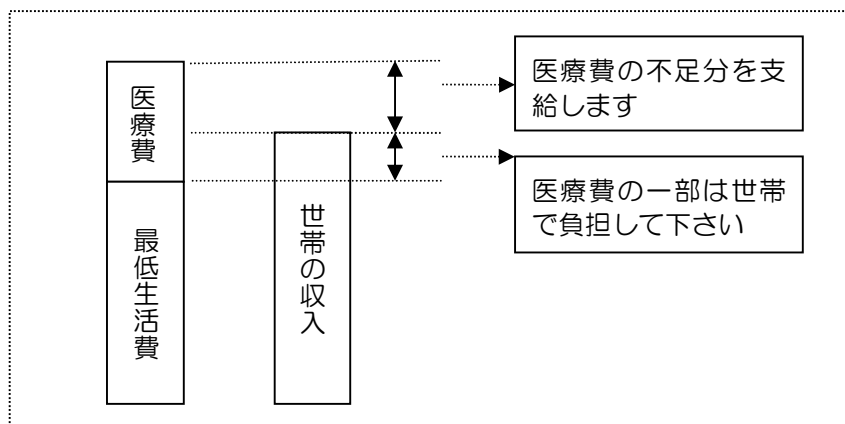 医療費
最低生活費
世帯の収入
医療費の不足分を支
給します
医療費の一部は世帯
で負担して下さい